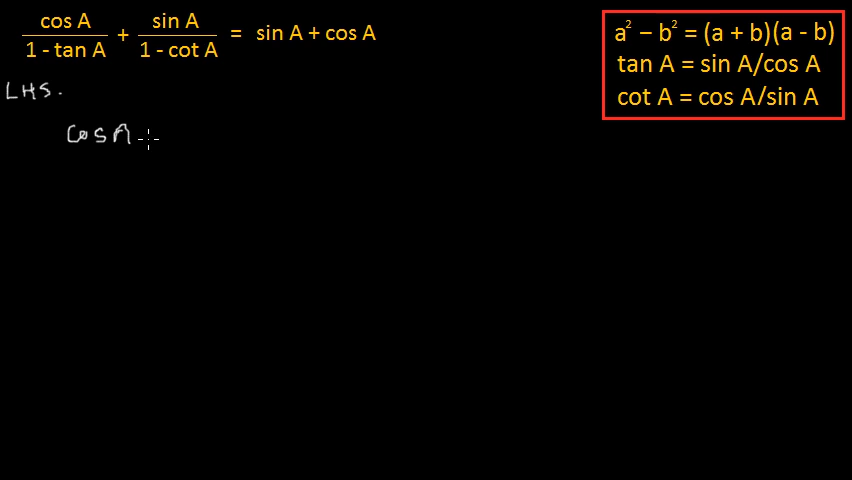 cos A / 1 - tan A + sin A / 1 - cot A = sin A + cos A
LHS.
Cos A
a² − b² = (a + b)(a - b)
tan A = sin A/cos A
cot A = cos A/sin A